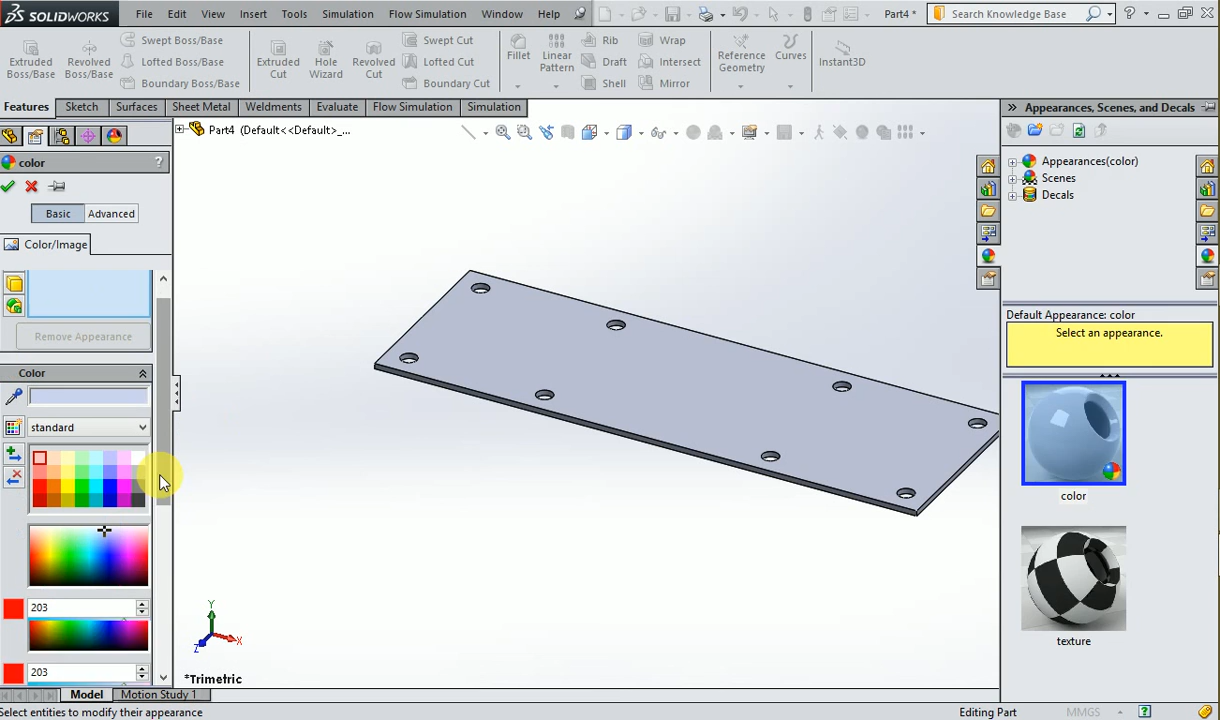 SOLIDWORKS File Edit View Insert Tools Simulation Flow Simulation Window Help Part4 * Search Knowledge Base ?
Extruded Boss/Base
Revolved Boss/Base
Swept Boss/Base
Lofted Boss/Base
Boundary Boss/Base
Extruded Cut
Hole Wizard
Revolved Cut
Swept Cut
Lofted Cut
Boundary Cut
Fillet
Linear Pattern
Rib
Draft
Shell
Wrap
Intersect
Mirror
Reference Geometry
Curves
Instant3D
Features Sketch Surfaces Sheet Metal Weldments Evaluate Flow Simulation Simulation
Part4 (Default<<Default>_...
color ?
Basic Advanced
Color/Image
Remove Appearance
Color
standard
203
203
Y
X
Z
*Trimetric
Appearances, Scenes, and Decals
Appearances(color)
Scenes
Decals
Default Appearance: color
Select an appearance.
color
texture
Model Motion Study 1
Select entities to modify their appearance Editing Part MMGS ?